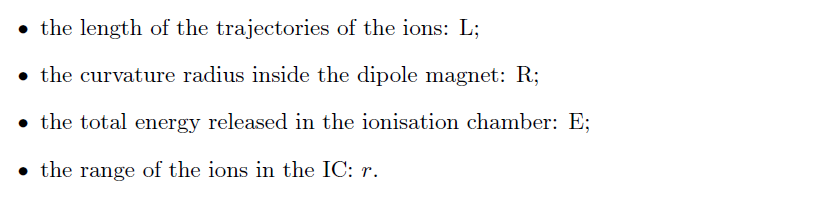 • the length of the trajectories of the ions: L;
• the curvature radius inside the dipole magnet: R;
• the total energy released in the ionisation chamber: E;
• the range of the ions in the IC: r.